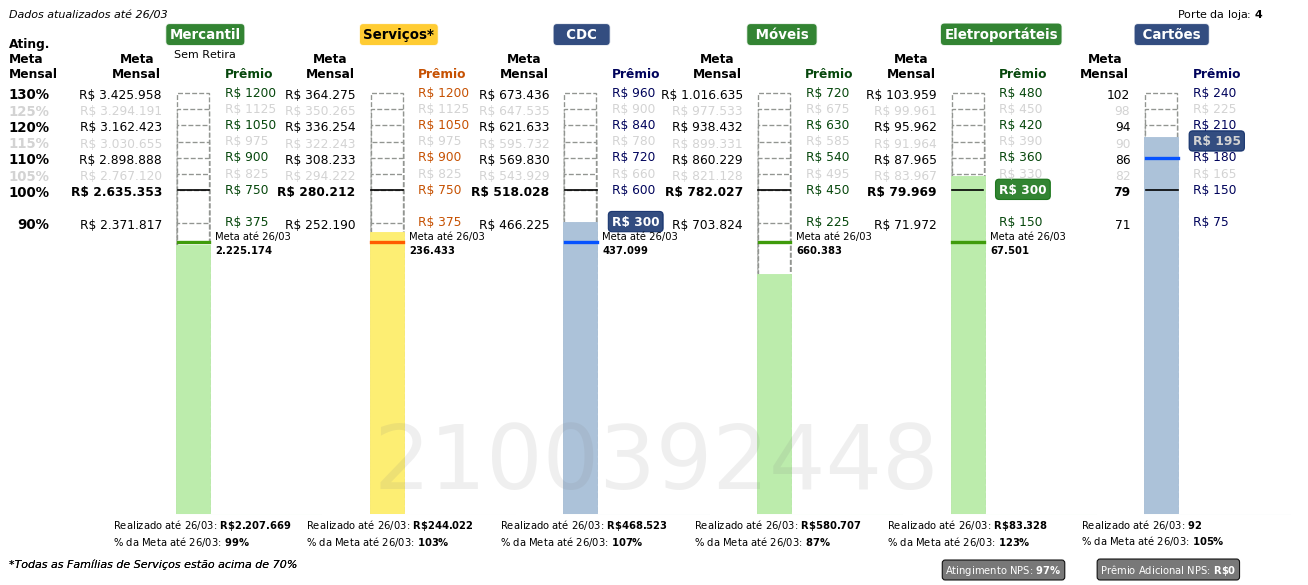 Dados atualizados até 26/03
Porte da loja: 4
Mercantil Serviços* CDC Móveis Eletroportáteis Cartões
Sem Retira
Ating. Meta Mensal
Meta Mensal Prêmio Meta Mensal Prêmio Meta Mensal Prêmio Meta Mensal Prêmio Meta Mensal Prêmio Meta Mensal Prêmio
130% R$ 3.425.958 R$ 1200 R$ 364.275 R$ 1200 R$ 673.436 R$ 960 R$ 1.016.635 R$ 720 R$ 103.959 R$ 480 102 R$ 240
125% R$ 3.294.191 R$ 1125 R$ 350.265 R$ 1125 R$ 647.535 R$ 900 R$ 977.533 R$ 675 R$ 99.961 R$ 450 98 R$ 225
120% R$ 3.162.423 R$ 1050 R$ 336.254 R$ 1050 R$ 621.633 R$ 840 R$ 938.432 R$ 630 R$ 95.962 R$ 420 94 R$ 210
115% R$ 3.030.655 R$ 975 R$ 322.243 R$ 975 R$ 595.732 R$ 780 R$ 899.331 R$ 585 R$ 91.964 R$ 390 90 R$ 195
110% R$ 2.898.888 R$ 900 R$ 308.233 R$ 900 R$ 569.830 R$ 720 R$ 860.229 R$ 540 R$ 87.965 R$ 360 86 R$ 180
105% R$ 2.767.120 R$ 825 R$ 294.222 R$ 825 R$ 543.929 R$ 660 R$ 821.128 R$ 495 R$ 83.967 R$ 330 82 R$ 165
100% R$ 2.635.353 R$ 750 R$ 280.212 R$ 750 R$ 518.028 R$ 600 R$ 782.027 R$ 450 R$ 79.969 R$ 300 79 R$ 150
90% R$ 2.371.817 R$ 375 R$ 252.190 R$ 375 R$ 466.225 R$ 300 R$ 703.824 R$ 225 R$ 71.972 R$ 150 71 R$ 75
Meta até 26/03 Meta até 26/03 Meta até 26/03 Meta até 26/03 Meta até 26/03
2.225.174 236.433 437.099 660.383 67.501
2100392448
Realizado até 26/03: R$2.207.669 Realizado até 26/03: R$244.022 Realizado até 26/03: R$468.523 Realizado até 26/03: R$580.707 Realizado até 26/03: R$83.328 Realizado até 26/03: 92
% da Meta até 26/03: 99% % da Meta até 26/03: 103% % da Meta até 26/03: 107% % da Meta até 26/03: 87% % da Meta até 26/03: 123% % da Meta até 26/03: 105%
*Todas as Famílias de Serviços estão acima de 70%
Atingimento NPS: 97% Prêmio Adicional NPS: R$0